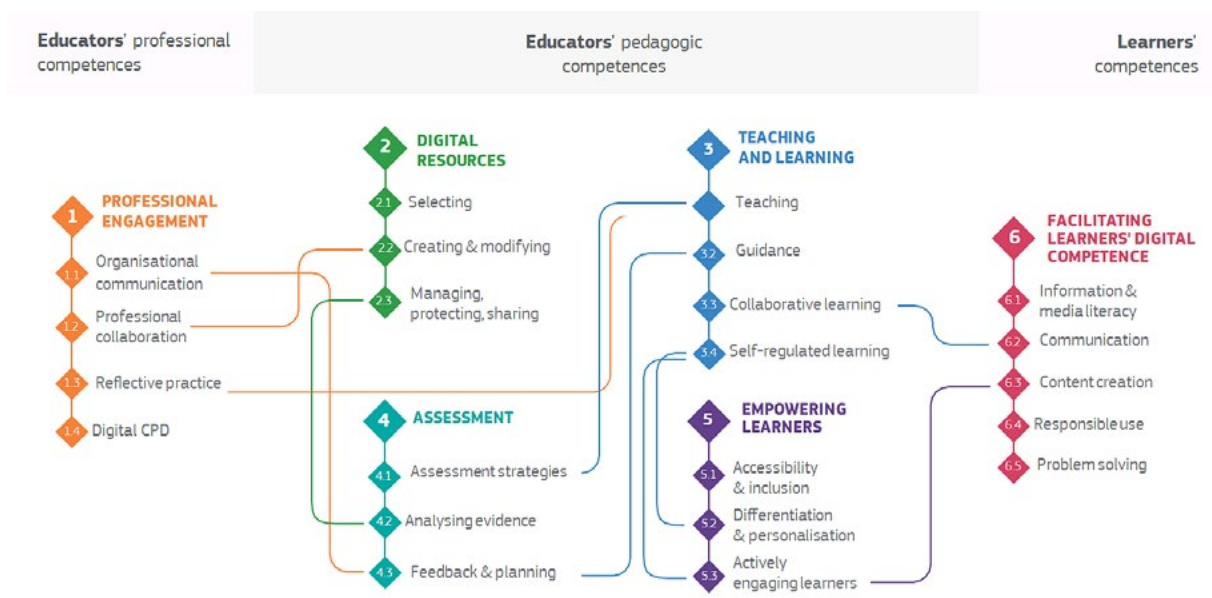 Educators' professional
competences
Educators' pedagogic
competences
Learners'
competences
1
PROFESSIONAL
ENGAGEMENT
1.1
Organisational
communication
1.2
Professional
collaboration
1.3
Reflective practice
1.4
Digital CPD
2
DIGITAL
RESOURCES
2.1
Selecting
2.2
Creating & modifying
2.3
Managing,
protecting, sharing
3
TEACHING
AND LEARNING
Teaching
3.2
Guidance
3.3
Collaborative learning
3.4
Self-regulated learning
4
ASSESSMENT
4.1
Assessment strategies
4.2
Analysing evidence
4.3
Feedback & planning
5
EMPOWERING
LEARNERS
5.1
Accessibility
& inclusion
5.2
Differentiation
& personalisation
5.3
Actively
engaging learners
6
FACILITATING
LEARNERS' DIGITAL
COMPETENCE
6.1
Information &
media literacy
6.2
Communication
6.3
Content creation
6.4
Responsible use
6.5
Problem solving